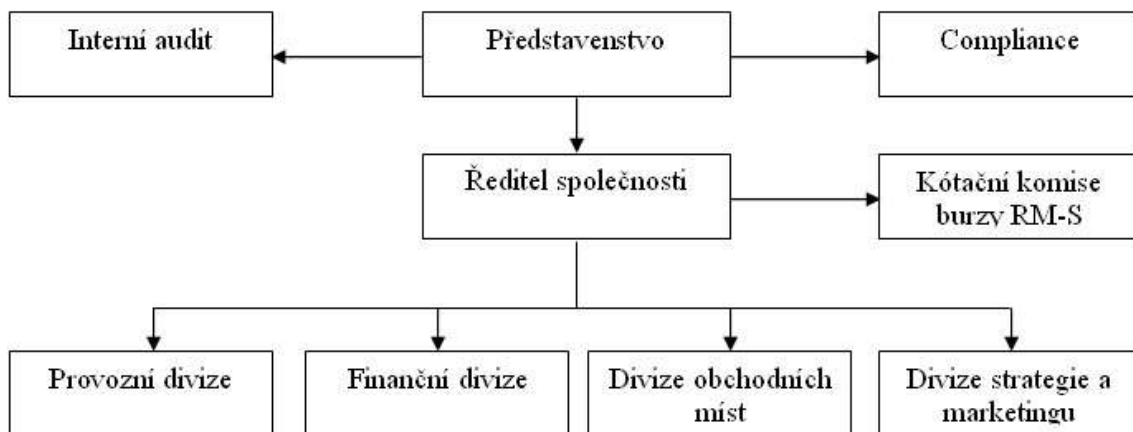 Interní audit
Představenstvo
Compliance
Ředitel společnosti
Kótační komise
burzy RM-S
Provozní divize
Finanční divize
Divize obchodních
míst
Divize strategie a
marketingu